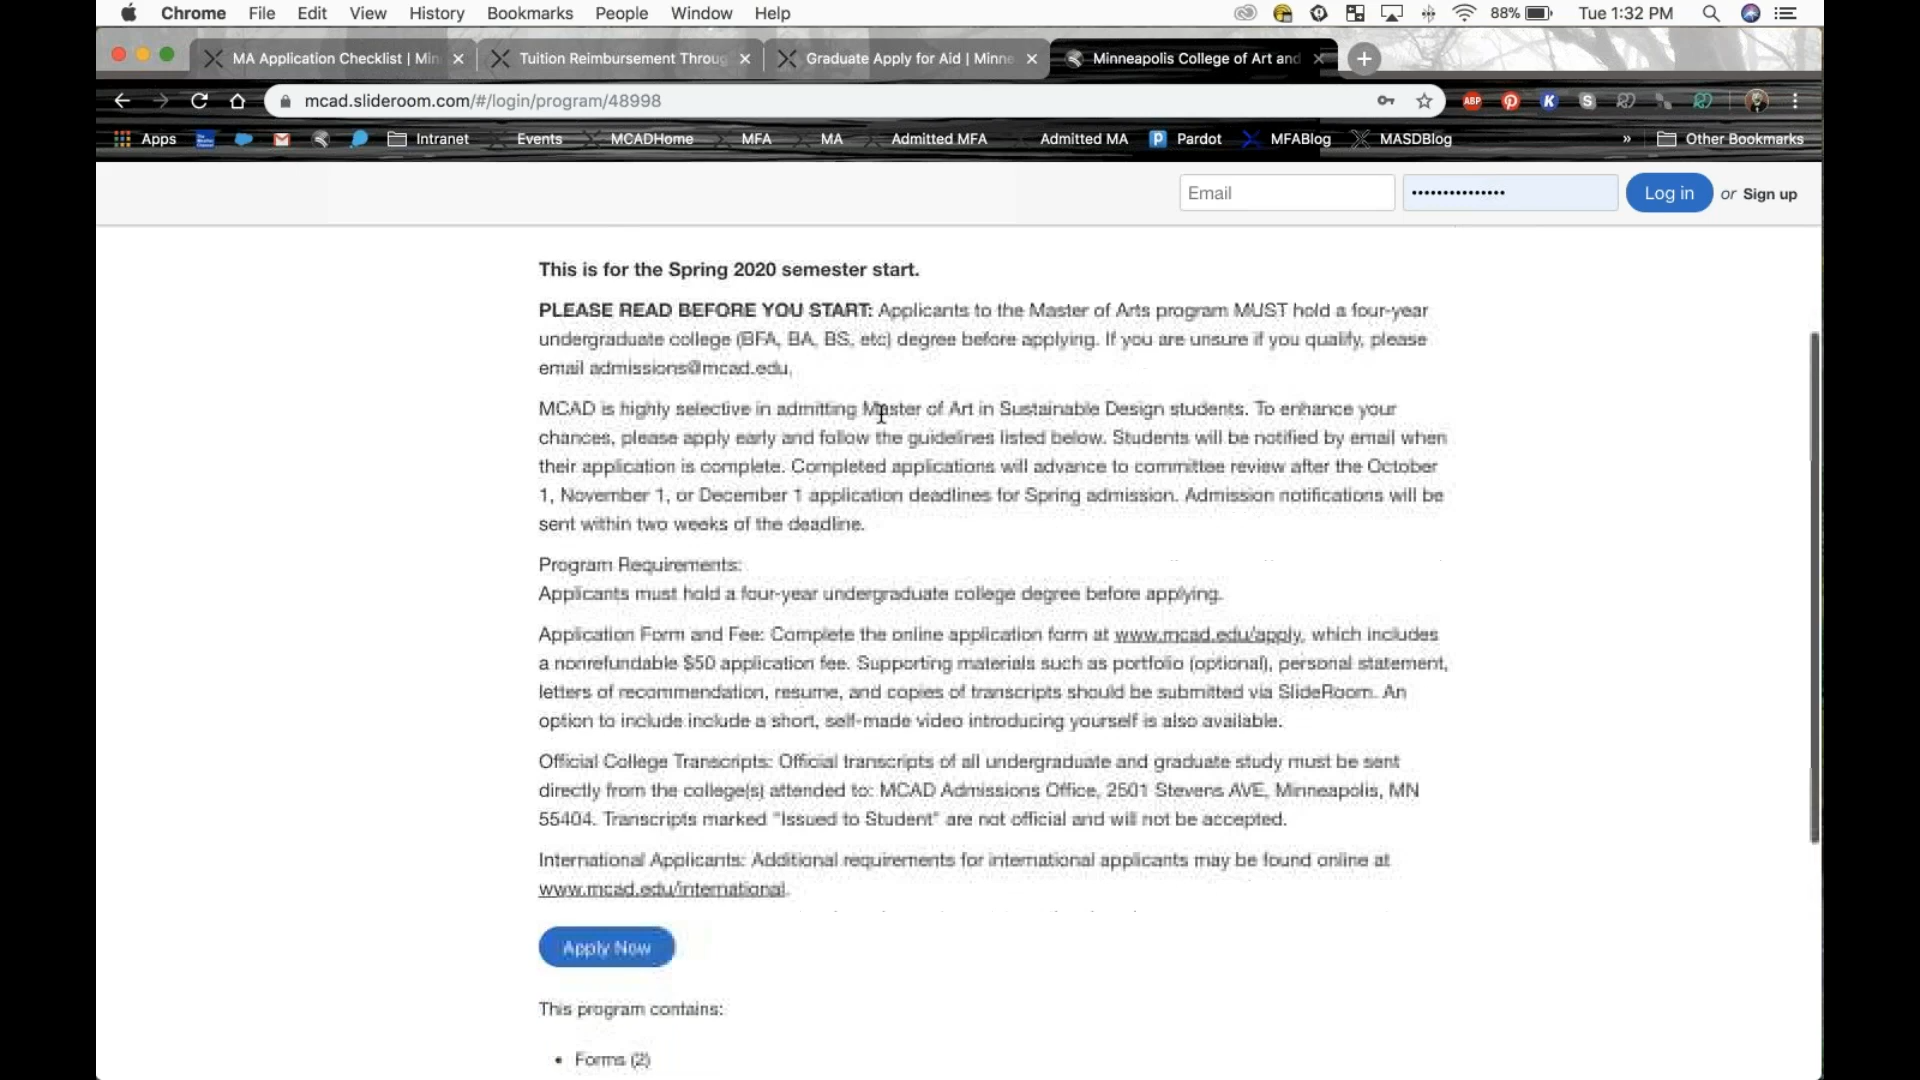 Chrome File Edit View History Bookmarks People Window Help 88% Tue 1:32 PM
MA Application Checklist | Min Tuition Reimbursement Throug Graduate Apply for Aid | Minne Minneapolis College of Art and
mcad.slideroom.com/#/login/program/48998 ABP K S
Apps Intranet Events MCADHome MFA MA Admitted MFA Admitted MA P Pardot MFABlog MASDBlog » Other Bookmarks
Email Log in or Sign up
This is for the Spring 2020 semester start.
PLEASE READ BEFORE YOU START: Applicants to the Master of Arts program MUST hold a four-year
undergraduate college (BFA, BA, BS, etc) degree before applying. If you are unsure if you qualify, please
email admissions@mcad.edu.
MCAD is highly selective in admitting Master of Art in Sustainable Design students. To enhance your
chances, please apply early and follow the guidelines listed below. Students will be notified by email when
their application is complete. Completed applications will advance to committee review after the October
1, November 1, or December 1 application deadlines for Spring admission. Admission notifications will be
sent within two weeks of the deadline.
Program Requirements:
Applicants must hold a four-year undergraduate college degree before applying.
Application Form and Fee: Complete the online application form at www.mcad.edu/apply, which includes
a nonrefundable $50 application fee. Supporting materials such as portfolio (optional), personal statement,
letters of recommendation, resume, and copies of transcripts should be submitted via SlideRoom. An
option to include include a short, self-made video introducing yourself is also available.
Official College Transcripts: Official transcripts of all undergraduate and graduate study must be sent
directly from the college(s) attended to: MCAD Admissions Office, 2501 Stevens AVE, Minneapolis, MN
55404. Transcripts marked "Issued to Student" are not official and will not be accepted.
International Applicants: Additional requirements for international applicants may be found online at
www.mcad.edu/international.
Apply Now
This program contains:
• Forms (2)